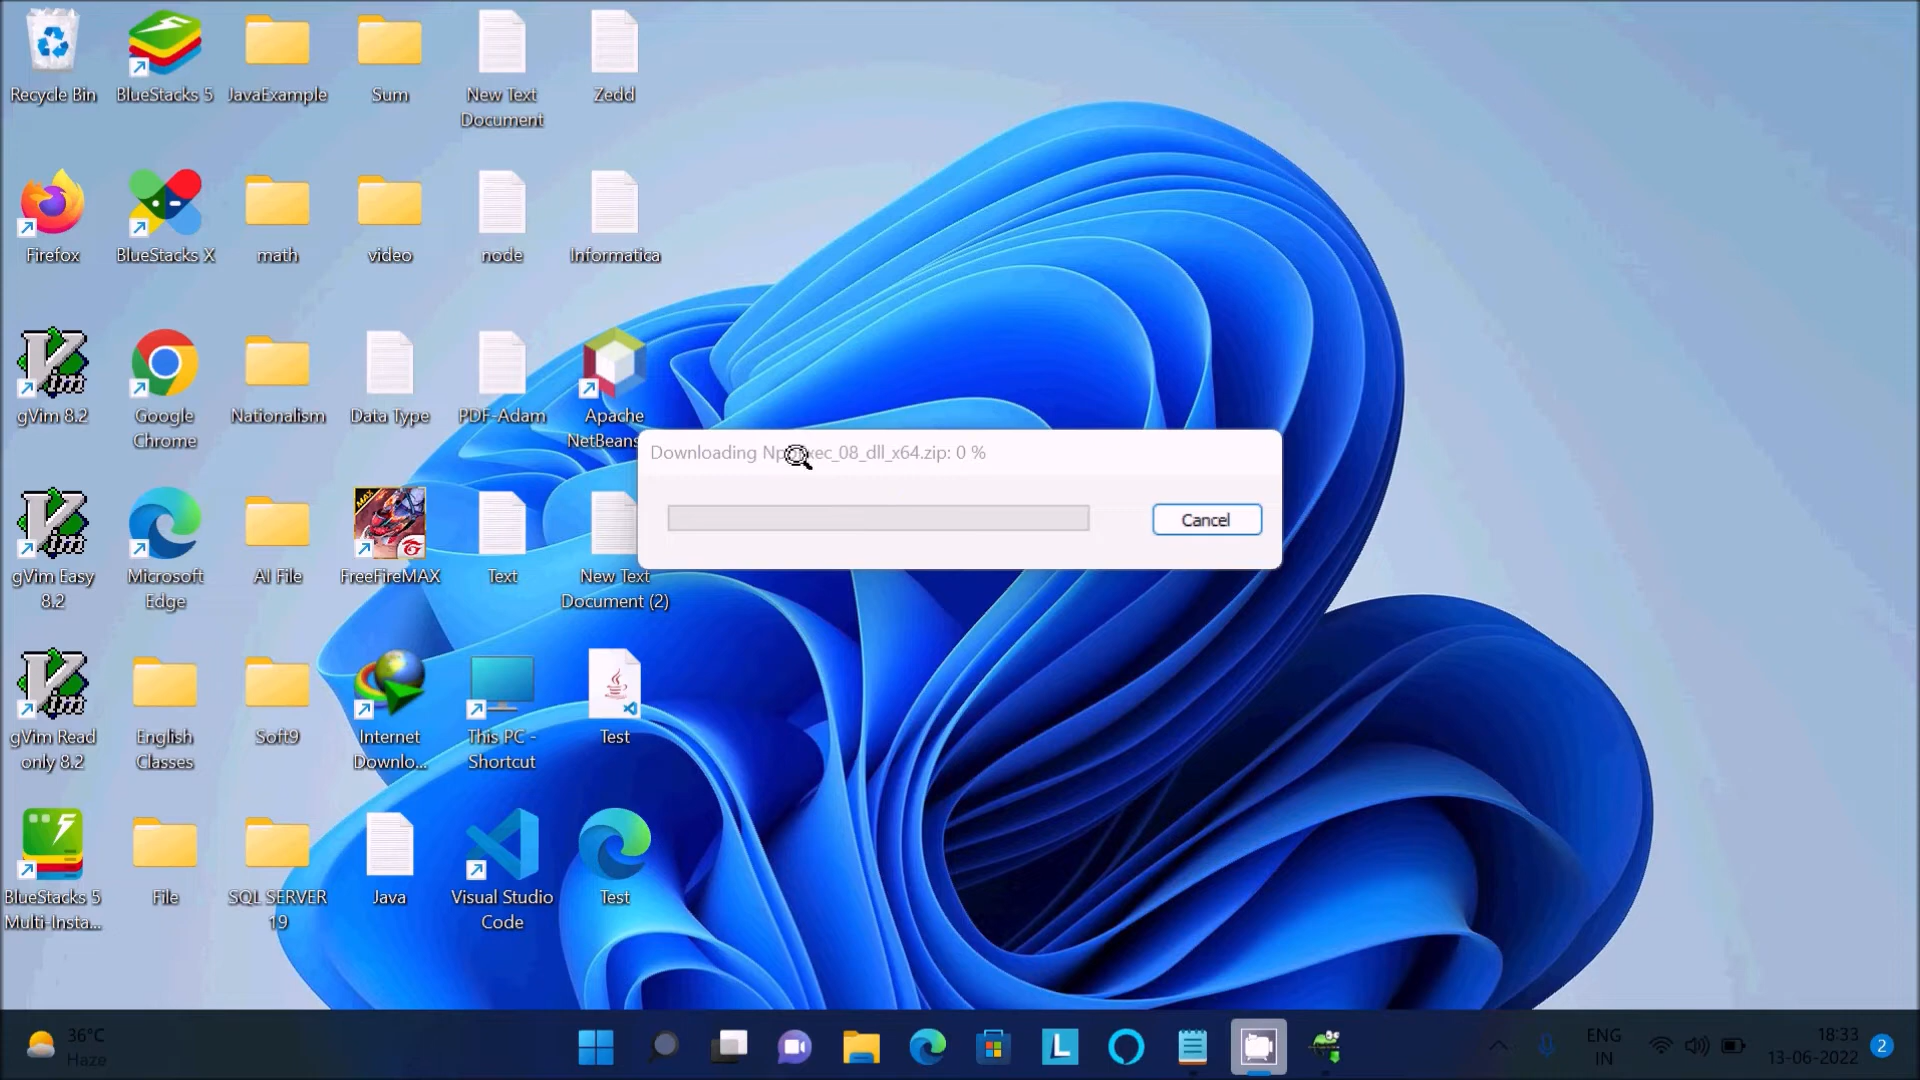 Recycle Bin
BlueStacks 5
JavaExample
Sum
New Text
Document
Zedd
Firefox
BlueStacks X
math
video
node
Informatica
gVim 8.2
Google
Chrome
Nationalism
Data Type
PDF-Adam
Apache
NetBeans
gVim Easy
8.2
Microsoft
Edge
AI File
FreeFireMAX
MAX
Text
New Text
Document (2)
Downloading xec_08_dll_x64.zip: 0 %
Cancel
gVim Read
only 8.2
English
Classes
Soft9
Internet
Downlo...
This PC -
Shortcut
Test
BlueStacks 5
Multi-Insta...
File
SQL SERVER
19
Java
Visual Studio
Code
Test
36°C
Haze
L
ENG
IN
18:33
13-06-2022
2